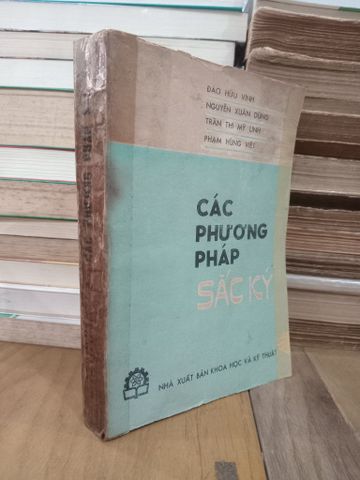 ĐÀO HỮU VINH
NGUYỄN XUÂN DŨNG
TRẦN THỊ MỸ LINH
PHẠM HÙNG VIỆT
CÁC
PHƯƠNG
PHÁP
SẮC KÝ
NHÀ XUẤT BẢN KHOA HỌC VÀ KỸ THUẬT